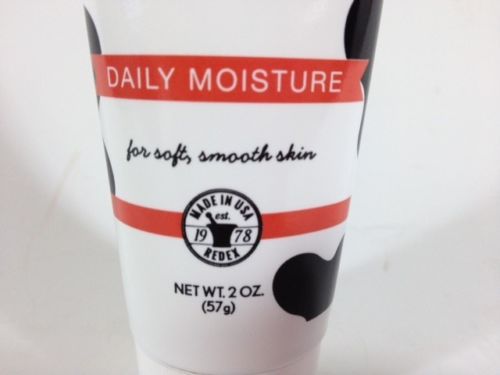 DAILY MOISTURE
for soft, smooth skin
MADE IN USA
est.
19 78
REDEX
NET WT. 2 OZ.
(57g)